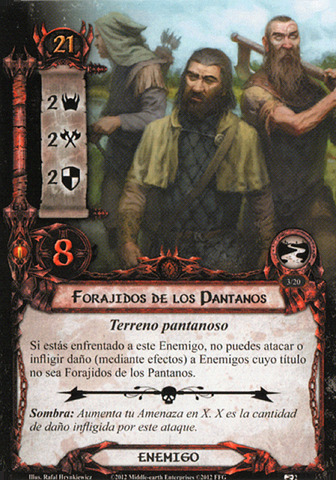 21
2
2
2
8
3/20
Forajidos de los Pantanos
Terreno pantanoso
Si estás enfrentado a este Enemigo, no puedes atacar o
infligir daño (mediante efectos) a Enemigos cuyo título
no sea Forajidos de los Pantanos.
Sombra: Aumenta tu Amenaza en X. X es la cantidad
de daño infligida por este ataque.
ENEMIGO
Illus. Rafał Hrynkiewicz ©2012 Middle-earth Enterprises ©2012 FFG